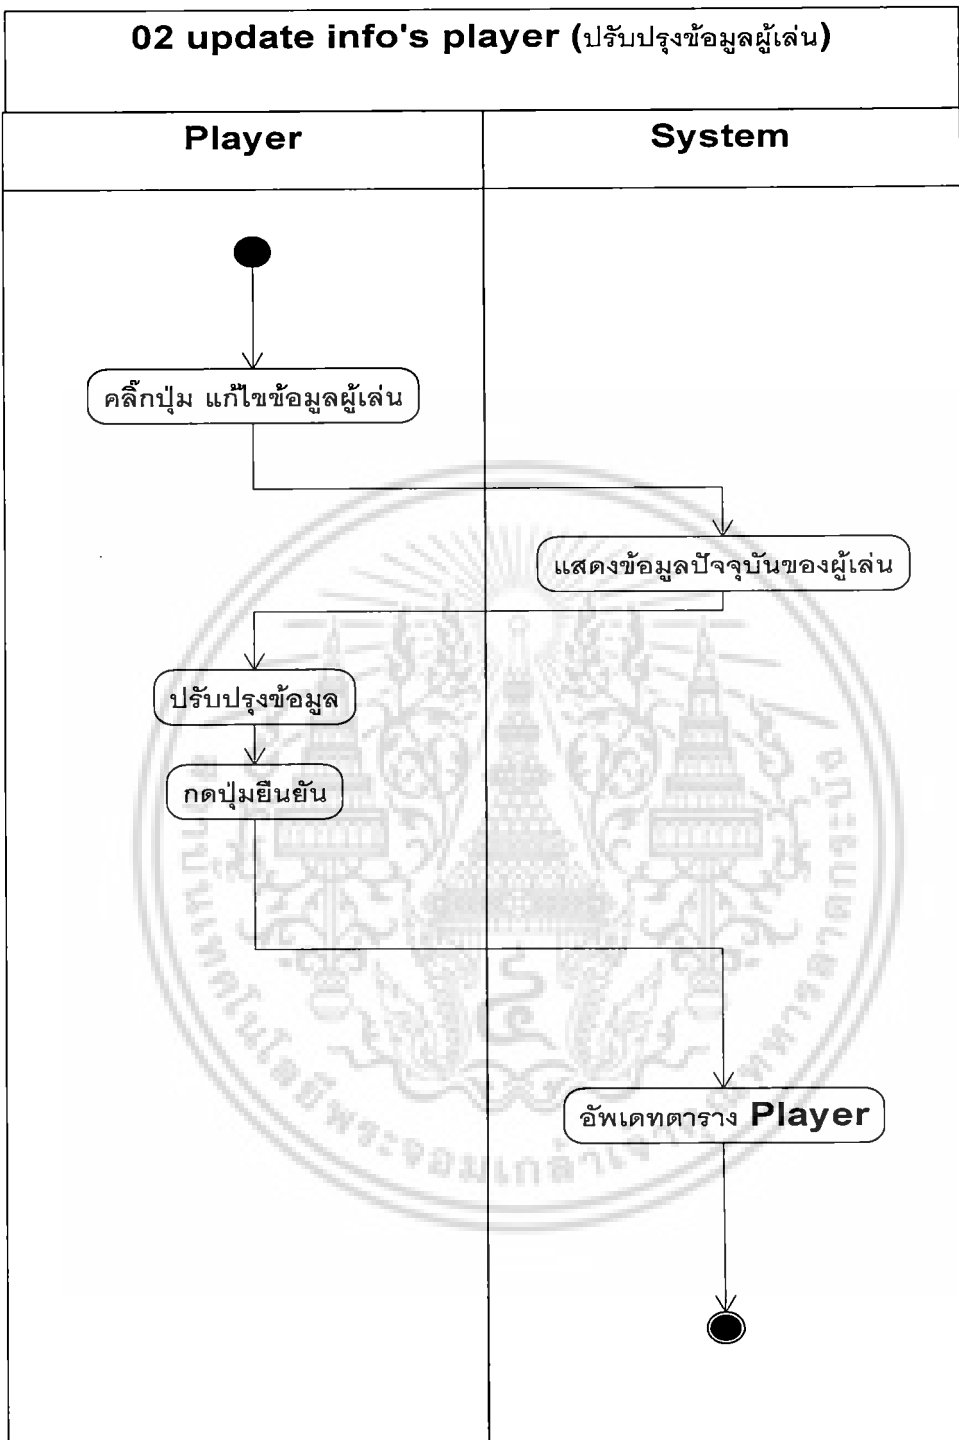 02 update info's player (ปรับปรุงข้อมูลผู้เล่น)
Player
System
คลิ๊กปุ่ม แก้ไขข้อมูลผู้เล่น
แสดงข้อมูลปัจจุบันของผู้เล่น
ปรับปรุงข้อมูล
กดปุ่มยืนยัน
อัพเดทตาราง Player